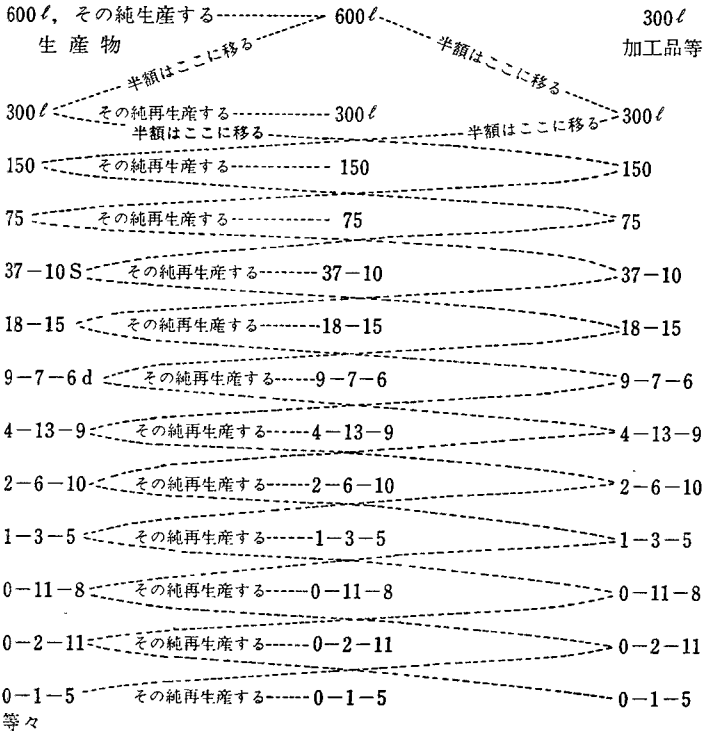 600ℓ, その純生産する 600ℓ 300ℓ
生産物 加工品等
半額はここに移る 半額はここに移る
300ℓ その純再生産する 300ℓ 300ℓ
半額はここに移る 半額はここに移る
150 その純再生産する 150 150
75 その純再生産する 75 75
37-10S その純再生産する 37-10 37-10
18-15 その純再生産する 18-15 18-15
9-7-6d その純再生産する 9-7-6 9-7-6
4-13-9 その純再生産する 4-13-9 4-13-9
2-6-10 その純再生産する 2-6-10 2-6-10
1-3-5 その純再生産する 1-3-5 1-3-5
0-11-8 その純再生産する 0-11-8 0-11-8
0-2-11 その純再生産する 0-2-11 0-2-11
0-1-5 その純再生産する 0-1-5 0-1-5
等々